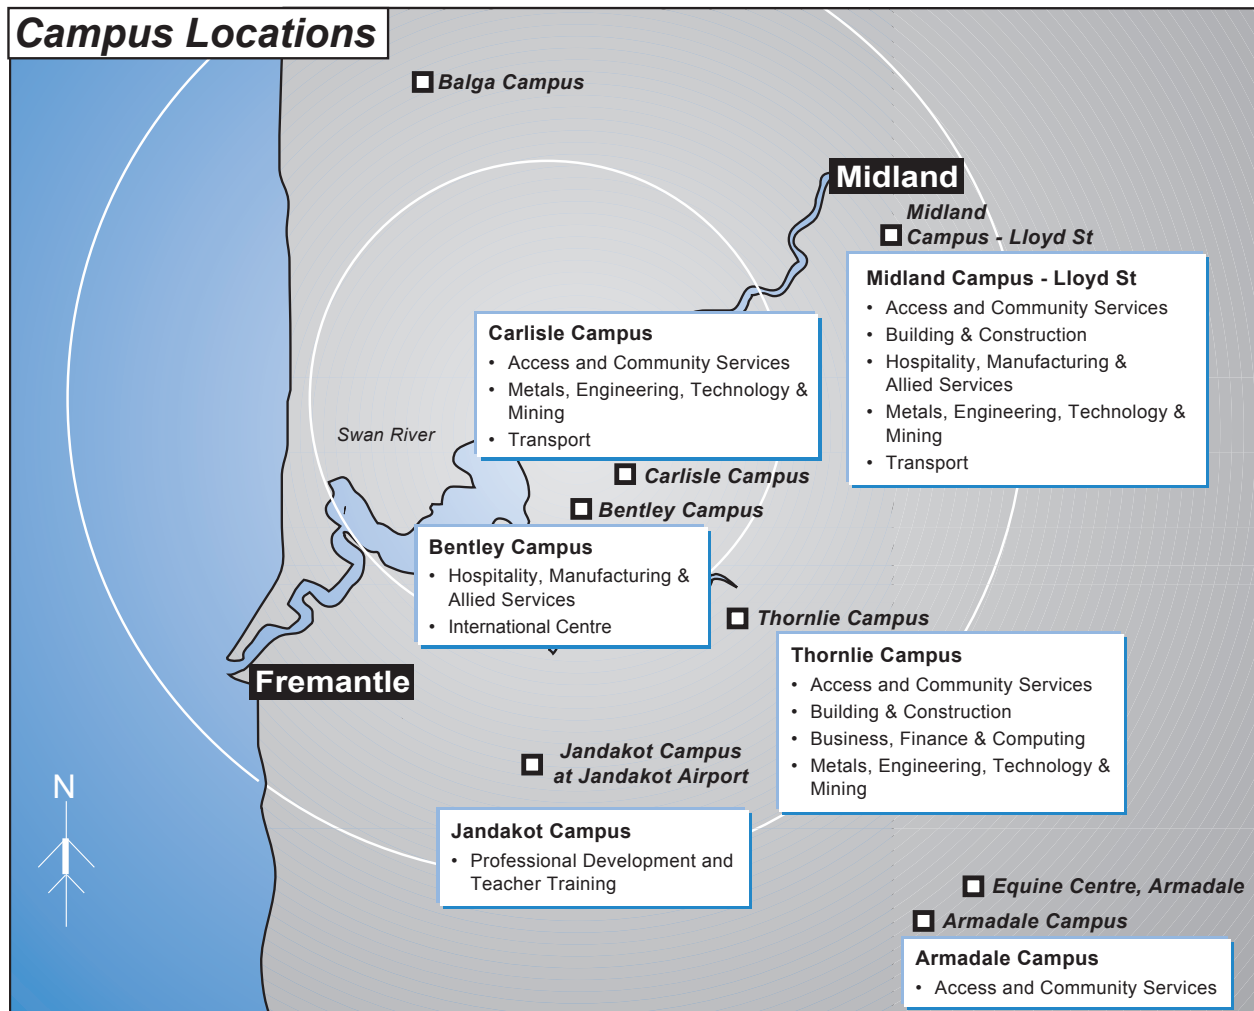 Campus Locations
Balga Campus
Midland
Midland
Campus - Lloyd St
Midland Campus - Lloyd St
• Access and Community Services
• Building & Construction
• Hospitality, Manufacturing &
Allied Services
• Metals, Engineering, Technology &
Mining
• Transport
Carlisle Campus
• Access and Community Services
• Metals, Engineering, Technology &
Mining
• Transport
Swan River
Carlisle Campus
Bentley Campus
Bentley Campus
• Hospitality, Manufacturing &
Allied Services
• International Centre
Thornlie Campus
Thornlie Campus
• Access and Community Services
• Building & Construction
• Business, Finance & Computing
• Metals, Engineering, Technology &
Mining
Fremantle
Jandakot Campus
at Jandakot Airport
N
Jandakot Campus
• Professional Development and
Teacher Training
Equine Centre, Armadale
Armadale Campus
Armadale Campus
• Access and Community Services